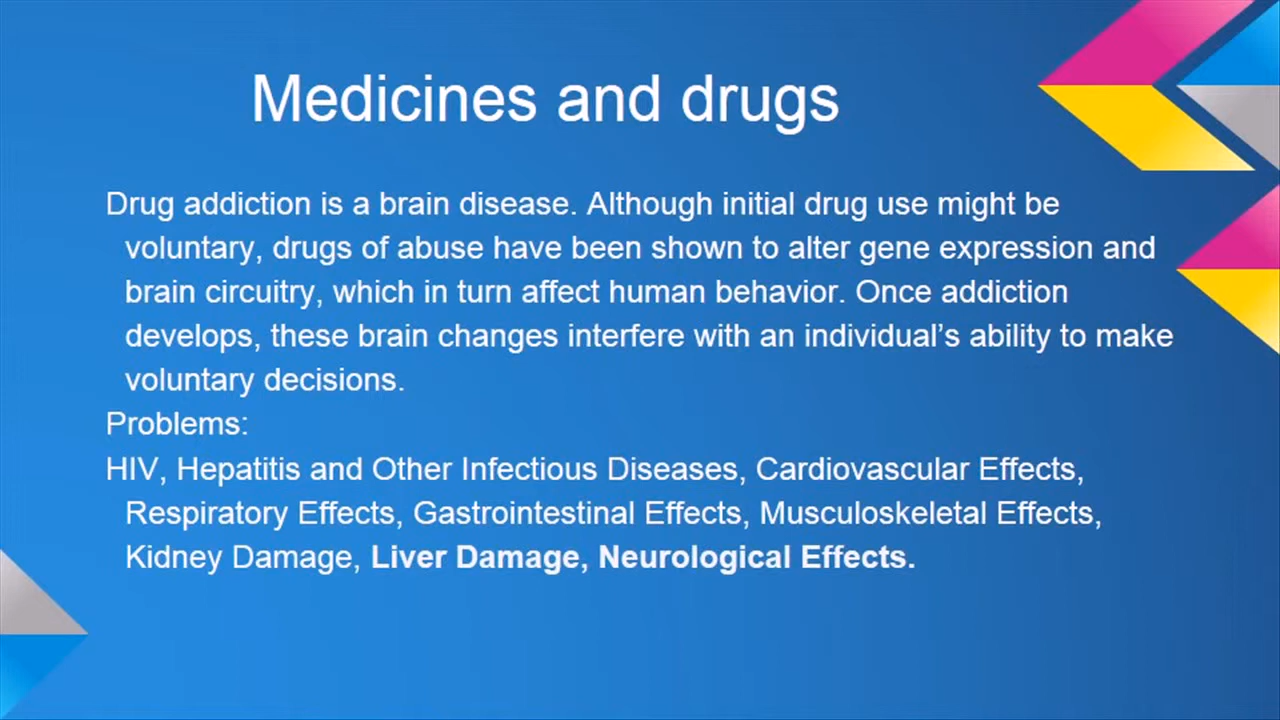 Medicines and drugs
Drug addiction is a brain disease. Although initial drug use might be
voluntary, drugs of abuse have been shown to alter gene expression and
brain circuitry, which in turn affect human behavior. Once addiction
develops, these brain changes interfere with an individual’s ability to make
voluntary decisions.
Problems:
HIV, Hepatitis and Other Infectious Diseases, Cardiovascular Effects,
Respiratory Effects, Gastrointestinal Effects, Musculoskeletal Effects,
Kidney Damage, Liver Damage, Neurological Effects.